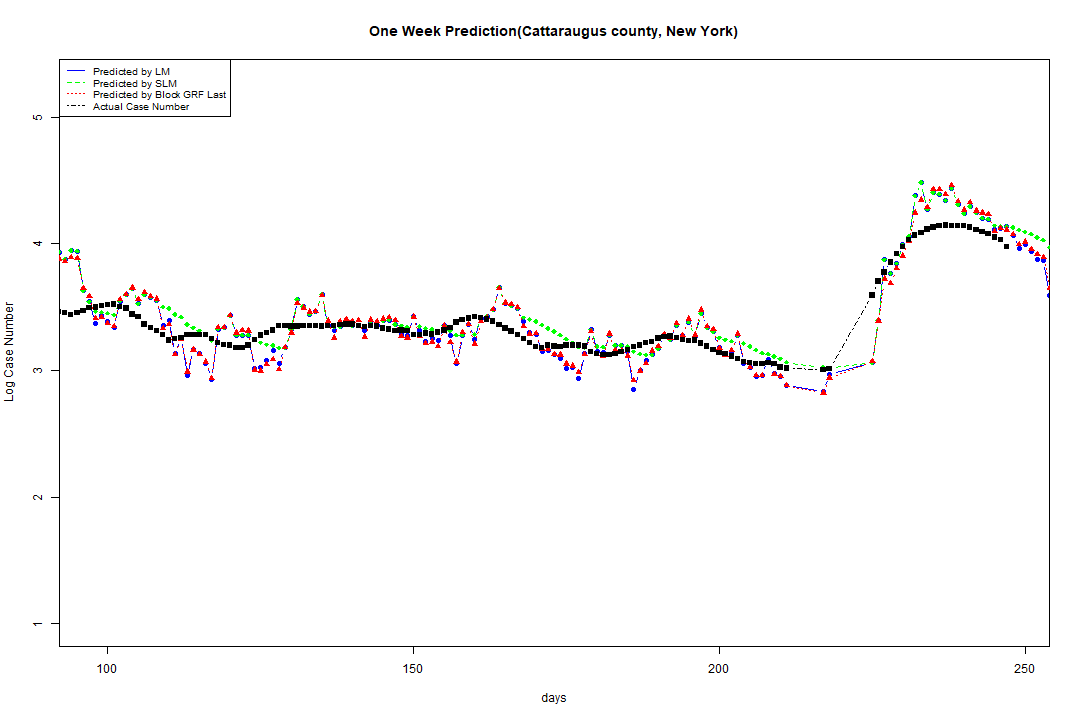 One Week Prediction(Cattaraugus county, New York)
Predicted by LM
Predicted by SLM
Predicted by Block GRF Last
Actual Case Number
5
4
3
2
1
Log Case Number
100 150 200 250
days